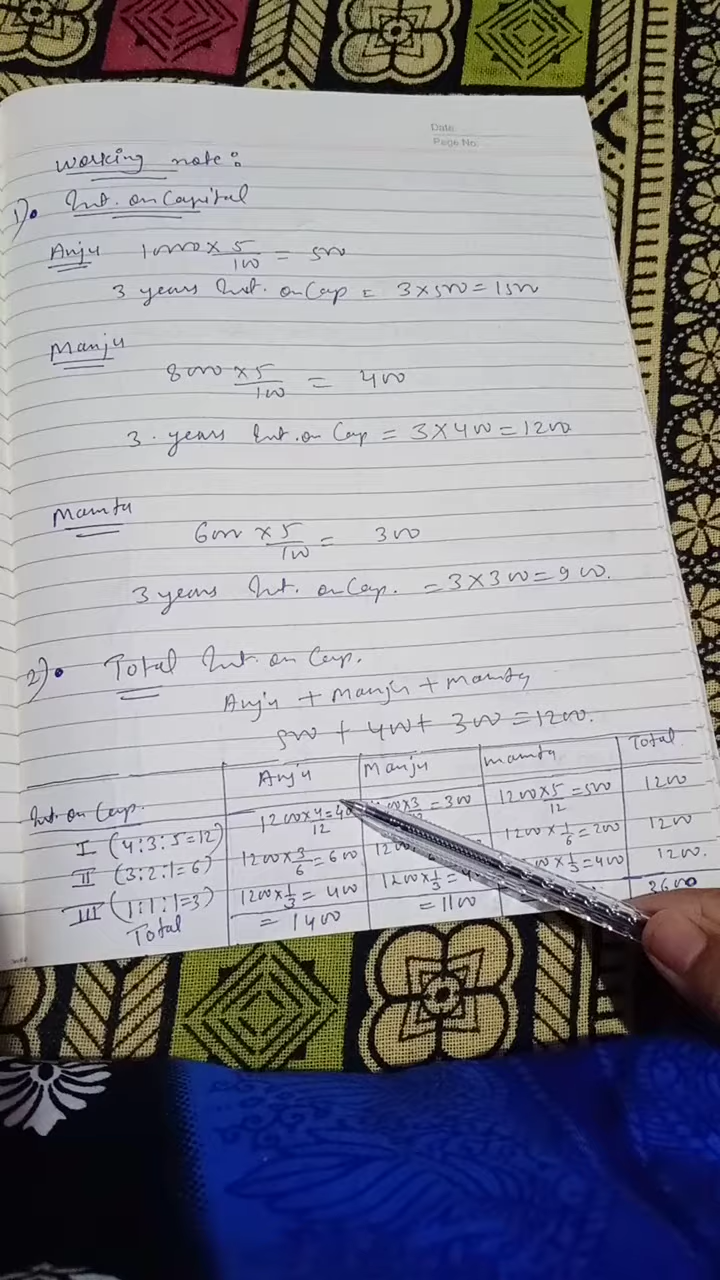 Date
Page No.
Working note:
1). Int. on Capital
Anju 10000 × 5/100 = 500
3 years Int. on Cap = 3×500 = 1500
Manju
8000 × 5/100 = 400
3. years Int. on Cap = 3×400 = 1200
Mamta
6000 × 5/100 = 300
3 years Int. on Cap. = 3×300 = 900.
2). Total Int. on Cap.
Anju + Manju + Mamta
500 + 400 + 300 = 1200.
Anju Manju Mamta Total
Int. on Cap.
I (4:3:5=12) 1200×4/12=40 00×3 = 300 1200×5/12 = 500 1200
II (3:2:1=6) 1200×3/6 = 600 1200 1200×1/6 = 200 1200
III (1:1:1=3) 1200×1/3 = 400 1200×1/3 = 4 00×1/3 = 400 1200.
Total = 1400 = 1100 3600